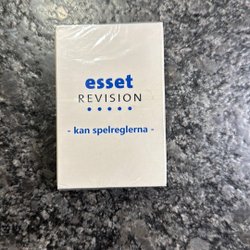 esset
REVISION
- kan spelreglerna -